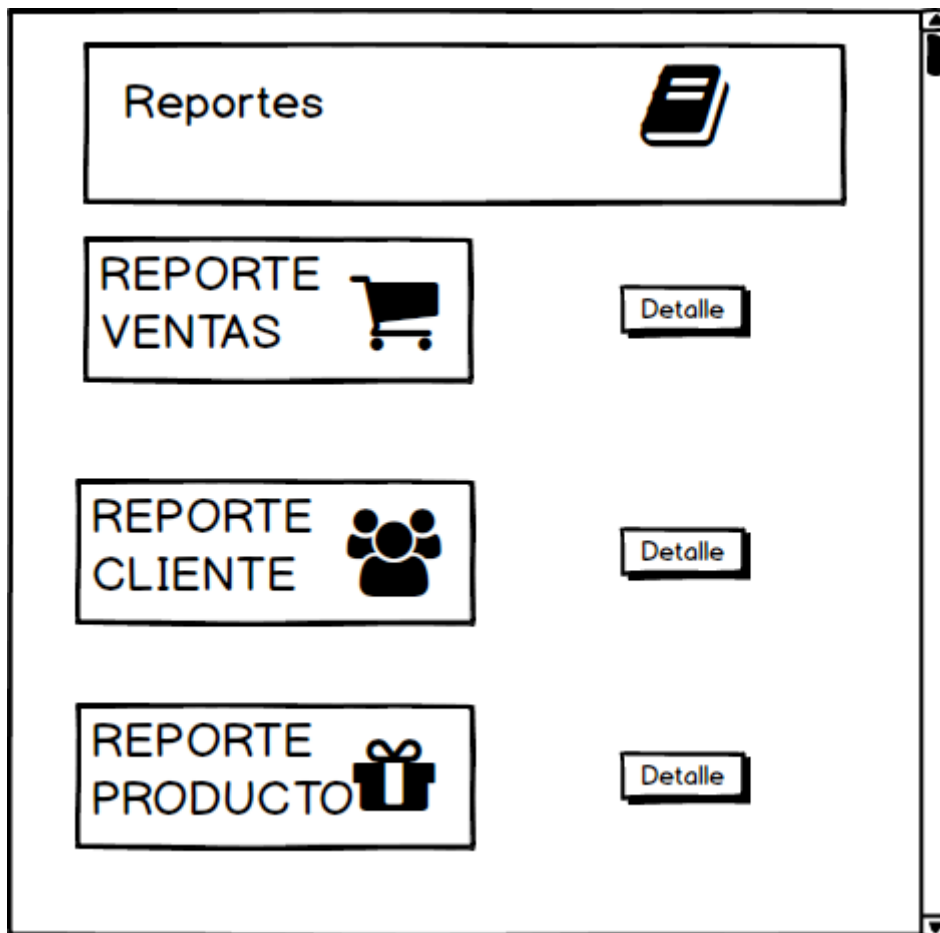 Reportes
REPORTE
VENTAS
Detalle
REPORTE
CLIENTE
Detalle
REPORTE
PRODUCTO
Detalle